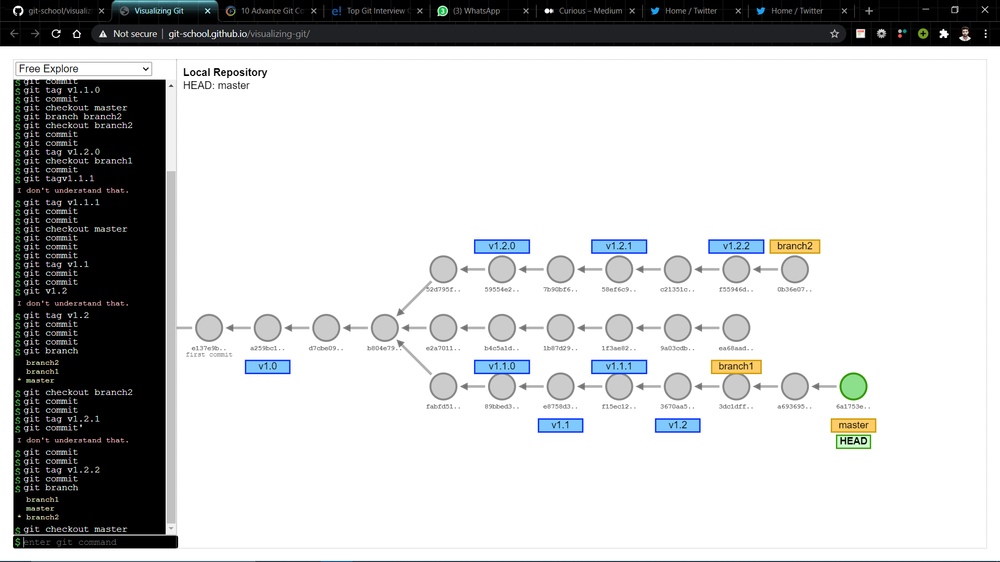 git-school/visualizi
Visualizing Git
10 Advance Git Co
Top Git Interview
(3) WhatsApp
Curious – Medium
Home / Twitter
Home / Twitter
Not secure
git-school.github.io/visualizing-git/
Free Explore
$ git commit
$ git tag v1.1.0
$ git commit
$ git checkout master
$ git branch branch2
$ git checkout branch2
$ git commit
$ git commit
$ git tag v1.2.0
$ git checkout branch1
$ git commit
$ git tagv1.1.1
I don't understand that.
$ git tag v1.1.1
$ git commit
$ git commit
$ git checkout master
$ git commit
$ git commit
$ git commit
$ git tag v1.1
$ git commit
$ git commit
$ git v1.2
I don't understand that.
$ git tag v1.2
$ git commit
$ git commit
$ git commit
$ git branch
branch2
branch1
* master
$ git checkout branch2
$ git commit
$ git commit
$ git tag v1.2.1
$ git commit'
I don't understand that.
$ git commit
$ git commit
$ git tag v1.2.2
$ git commit
$ git branch
branch1
master
* branch2
$ git checkout master
$ enter git command
Local Repository
HEAD: master
v1.2.0
v1.2.1
v1.2.2
branch2
52d795f..
59554e2..
7b90bf6..
58ef6c9..
c21351c..
f55946d..
0b36e07..
e137e9b..
first commit
a259bc1..
d7cbe09..
b804e79..
e2a7011..
b4c5a1d..
1b87d29..
1f3ae82..
9a03cdb..
ea68aad..
v1.0
v1.1.0
v1.1.1
branch1
fabfd51..
89bbed3..
e8758d3..
f15ec12..
3670aa5..
3dc1dff..
a693695..
6a1753e..
v1.1
v1.2
master
HEAD